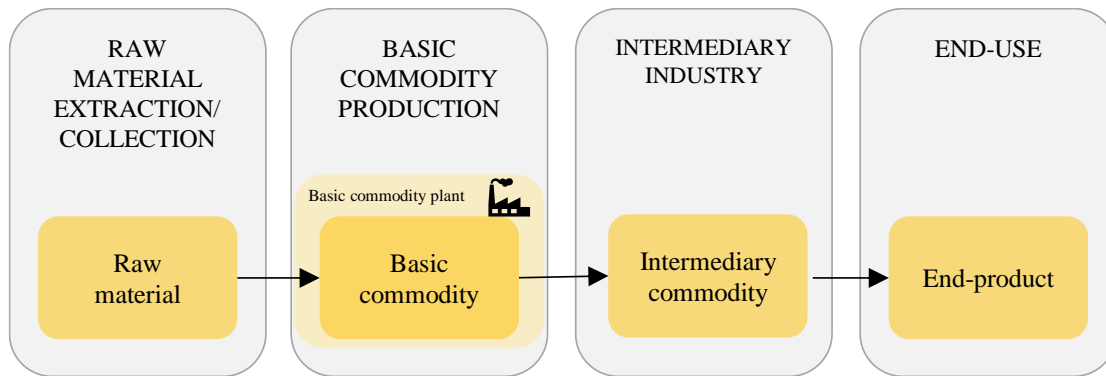 RAW
MATERIAL
EXTRACTION/
COLLECTION
BASIC
COMMODITY
PRODUCTION
INTERMEDIARY
INDUSTRY
END-USE
Basic commodity plant
Raw
material
Basic
commodity
Intermediary
commodity
End-product